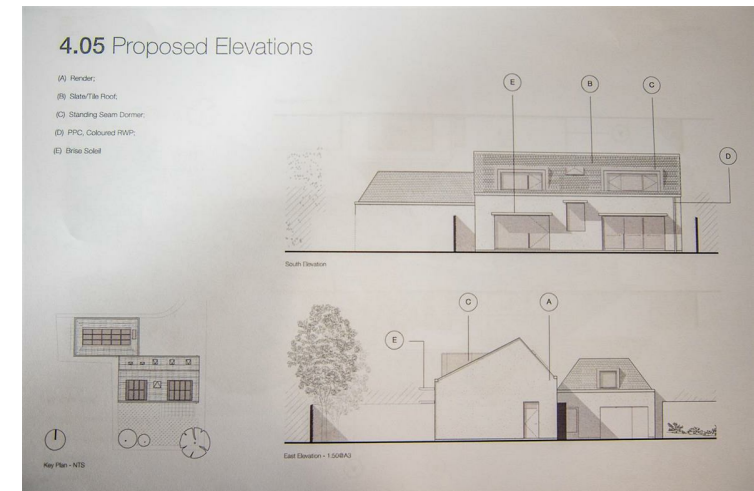 4.05 Proposed Elevations
(A) Render;
(B) Slate/Tile Roof;
(C) Standing Seam Dormer;
(D) PPC, Coloured RWP;
(E) Brise Soleil
E
B
C
D
South Elevation
E
C
A
Key Plan - NTS
East Elevation - 1:50@A3